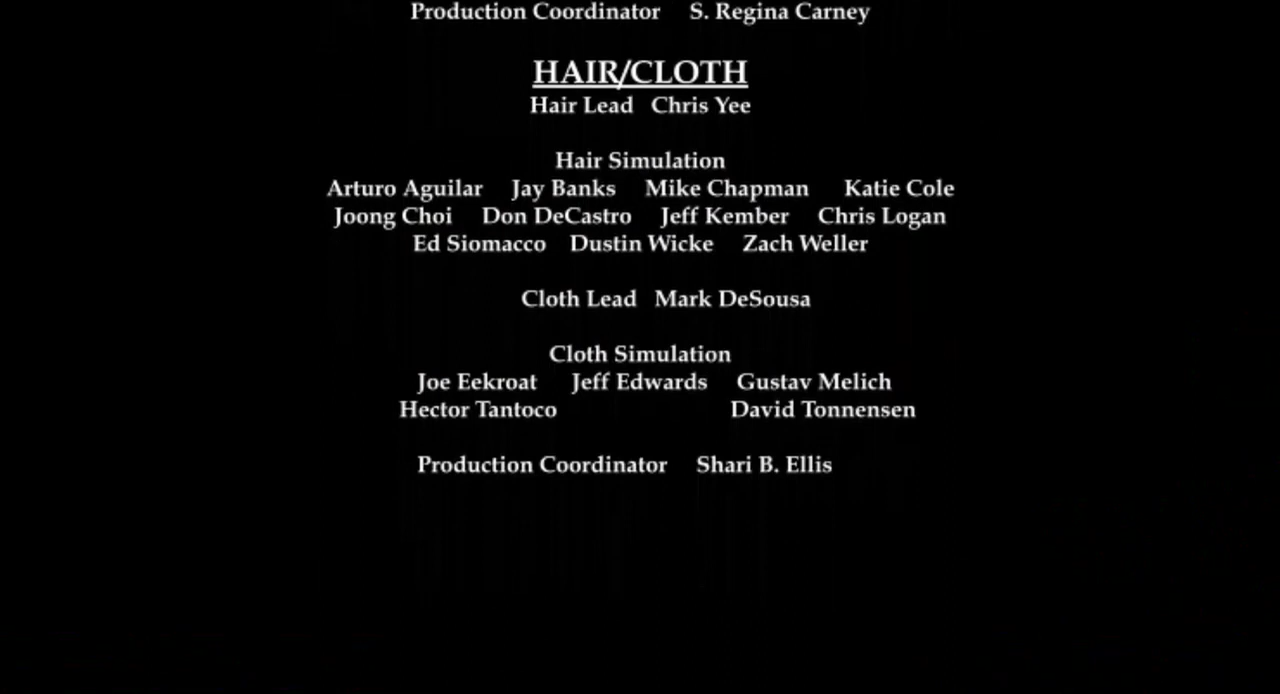 Production Coordinator S. Regina Carney
HAIR/CLOTH
Hair Lead Chris Yee
Hair Simulation
Arturo Aguilar Jay Banks Mike Chapman Katie Cole
Joong Choi Don DeCastro Jeff Kember Chris Logan
Ed Siomacco Dustin Wicke Zach Weller
Cloth Lead Mark DeSousa
Cloth Simulation
Joe Eekroat Jeff Edwards Gustav Melich
Hector Tantoco David Tonnensen
Production Coordinator Shari B. Ellis